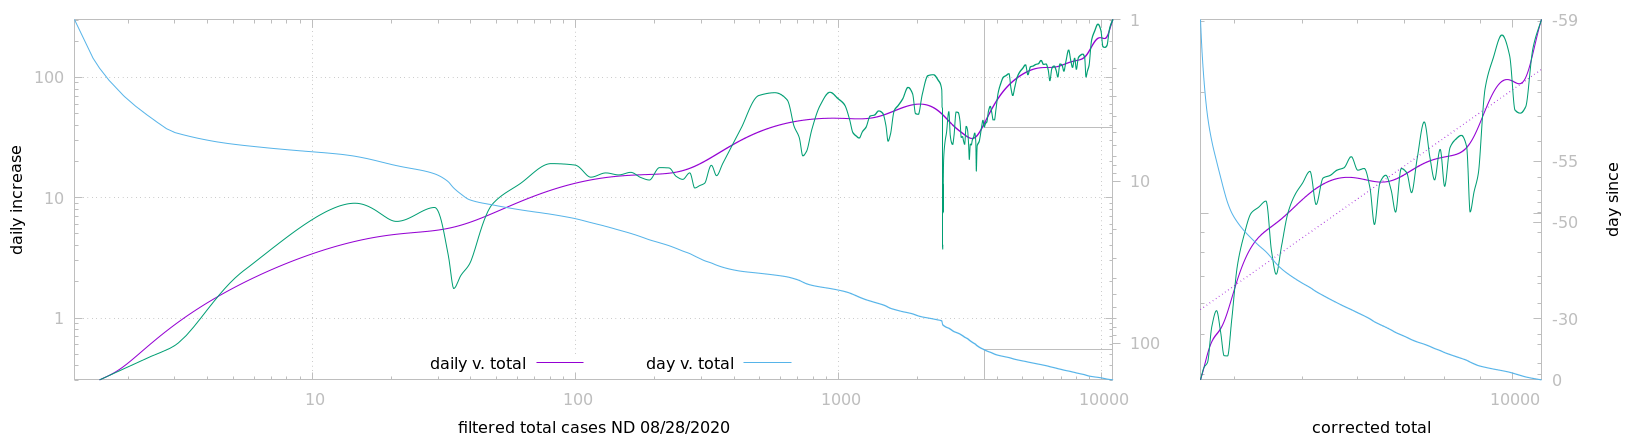 daily increase
100
10
1
1
10
100
daily v. total
day v. total
10
100
1000
10000
filtered total cases ND 08/28/2020
-59
-55
-50
-30
0
day since
10000
corrected total